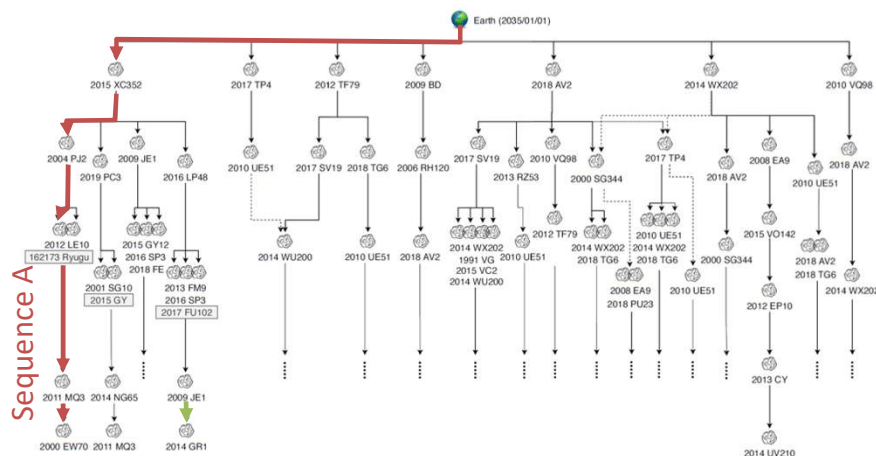 Earth (2035/01/01)
2015 XC352
2017 TP4
2012 TF79
2009 BD
2018 AV2
2014 WX202
2010 VQ98
2004 PJ2
2019 PC3
2009 JE1
2016 LP48
2010 UE51
2017 SV19
2018 TG6
2006 RH120
2017 SV19
2013 RZ53
2010 VQ98
2000 SG344
2017 TP4
2018 AV2
2008 EA9
2010 UE51
2018 AV2
2012 LE10
162173 Ryugu
2001 SG10
2015 GY
2015 GY12
2016 SP3
2018 FE
2013 FM9
2016 SP3
2017 FU102
2014 WU200
2010 UE51
2018 AV2
2014 WX202
1991 VG
2015 VC2
2014 WU200
2010 UE51
2012 TF79
2014 WX202
2018 TG6
2008 EA9
2018 PU23
2010 UE51
2014 WX202
2018 TG6
2010 UE51
2000 SG344
2015 VO142
2012 EP10
2018 AV2
2018 TG6
2014 WX202
Sequence A
2011 MQ3
2014 NG65
2009 JE1
2013 CY
2000 EW70
2011 MQ3
2014 GR1
2014 UV210